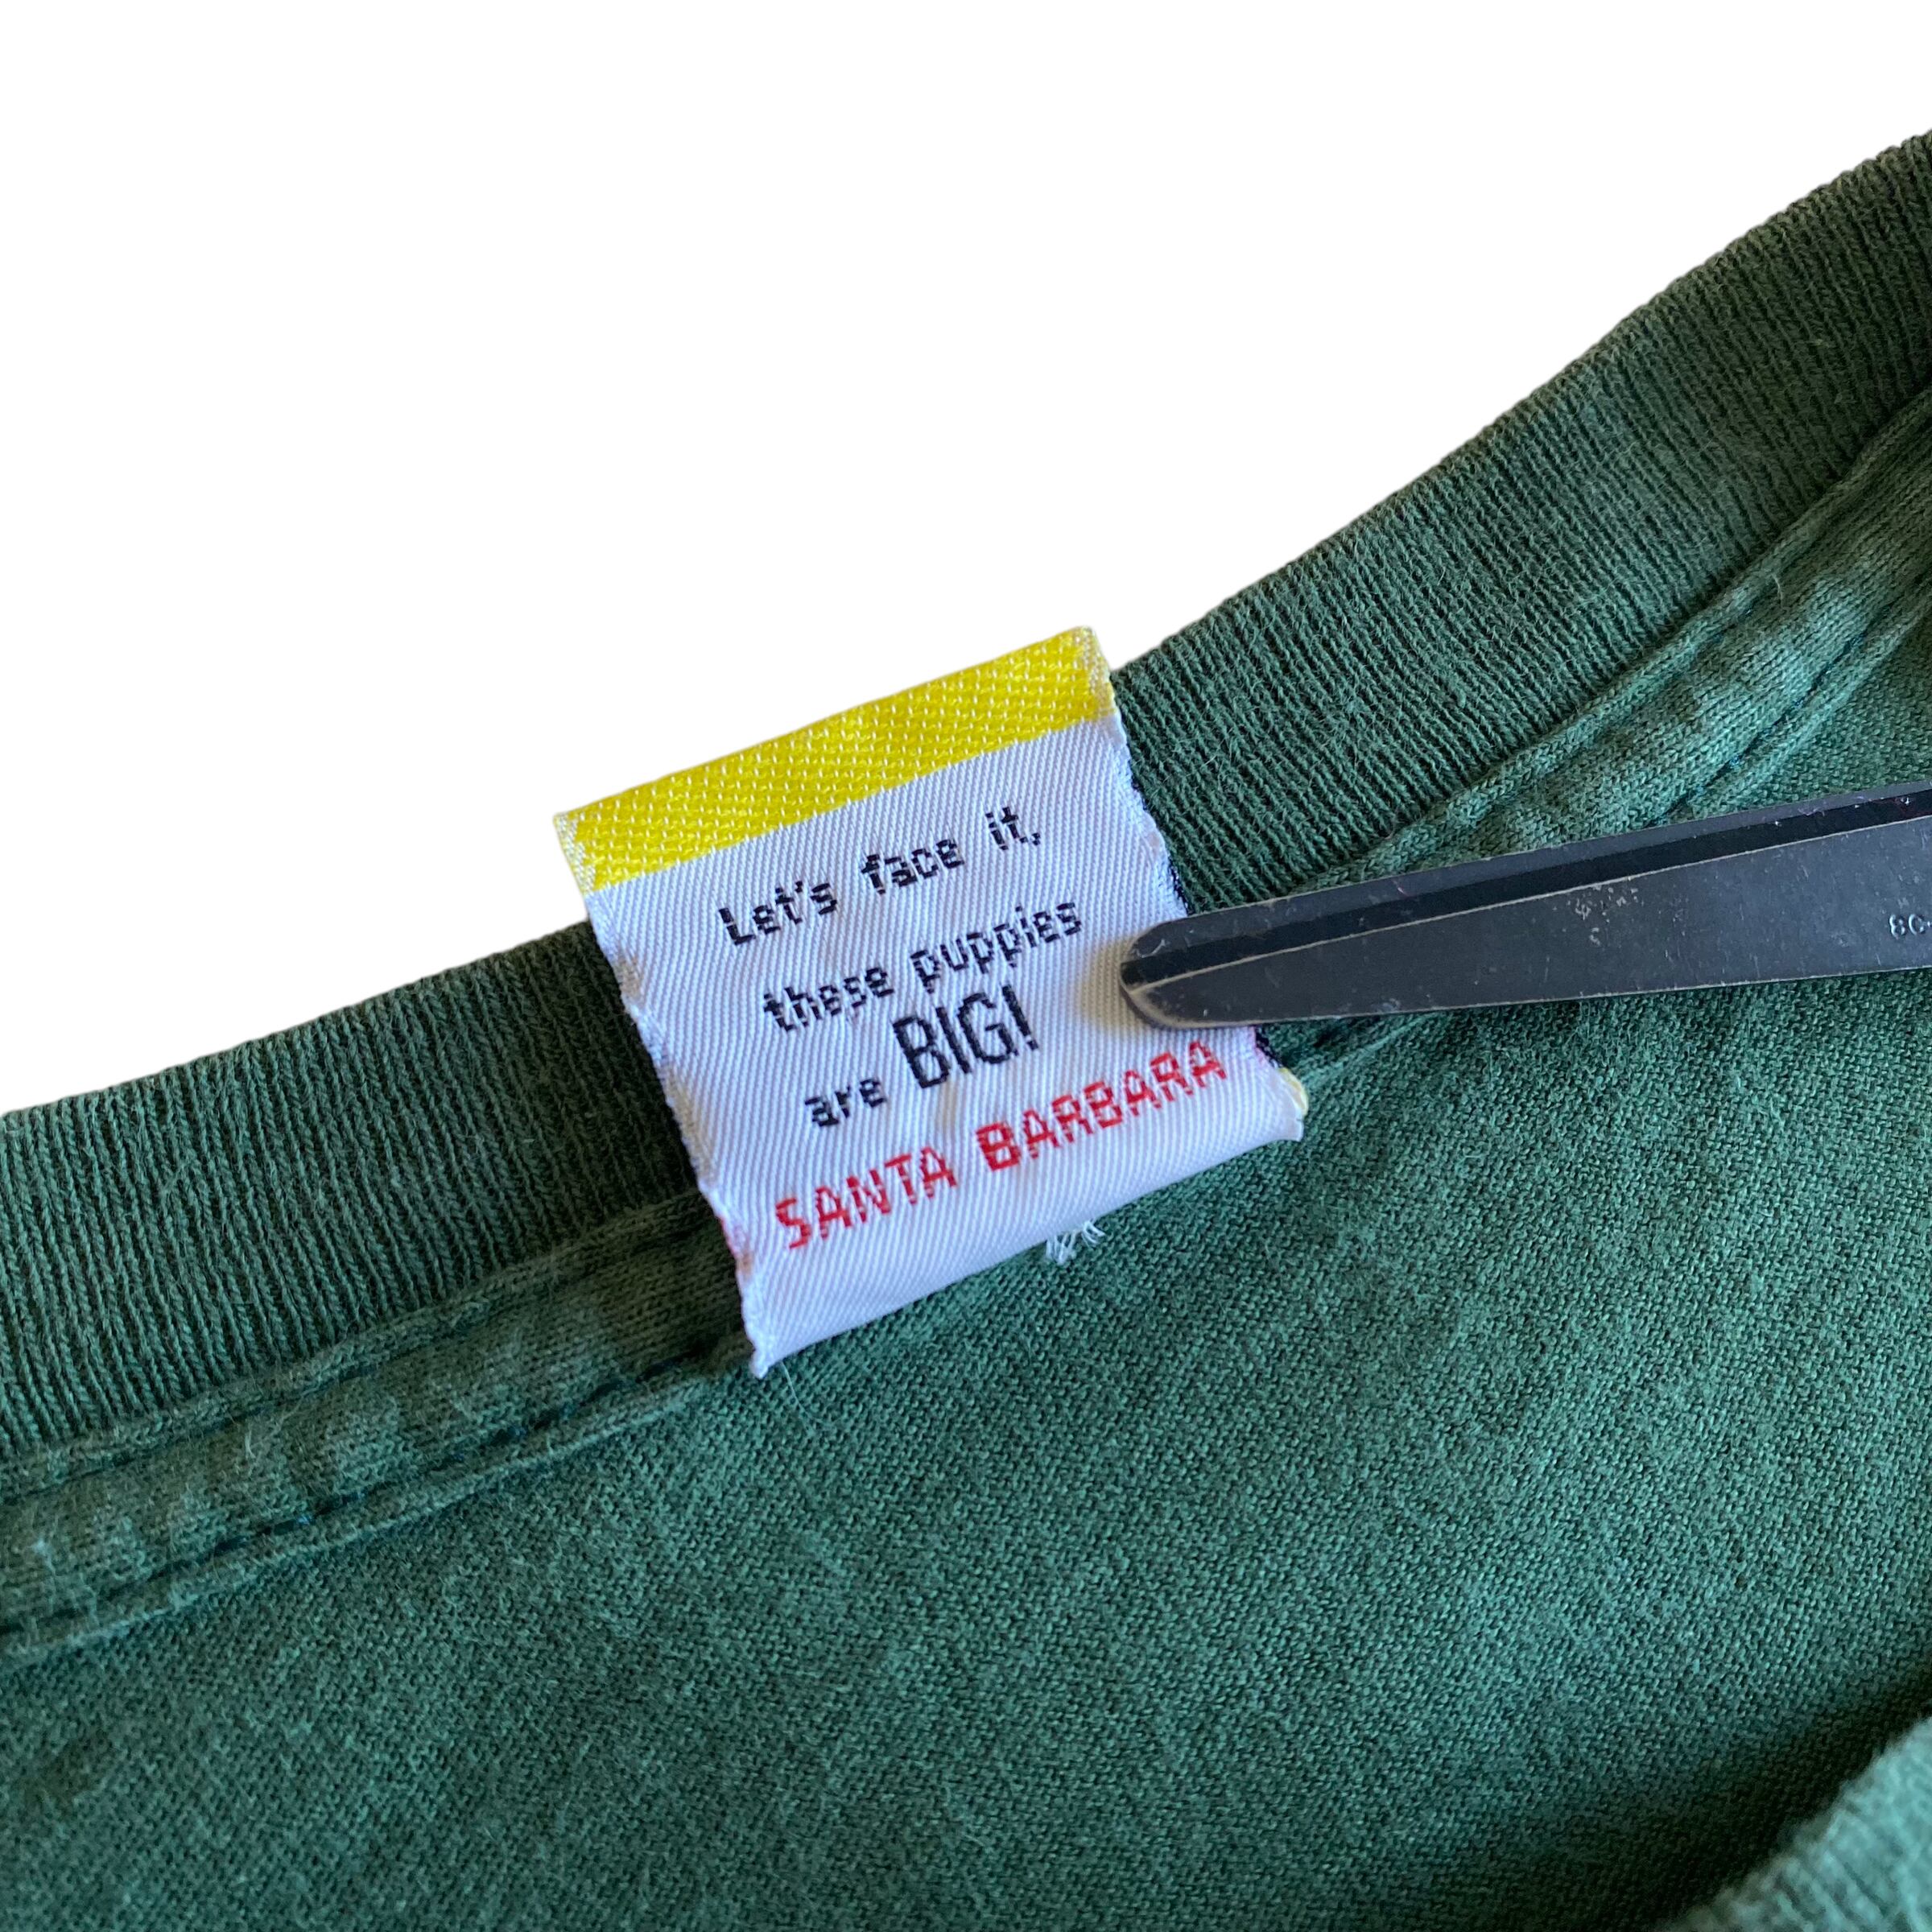 Let's face it,
these puppies
are BIG!
SANTA BARBARA